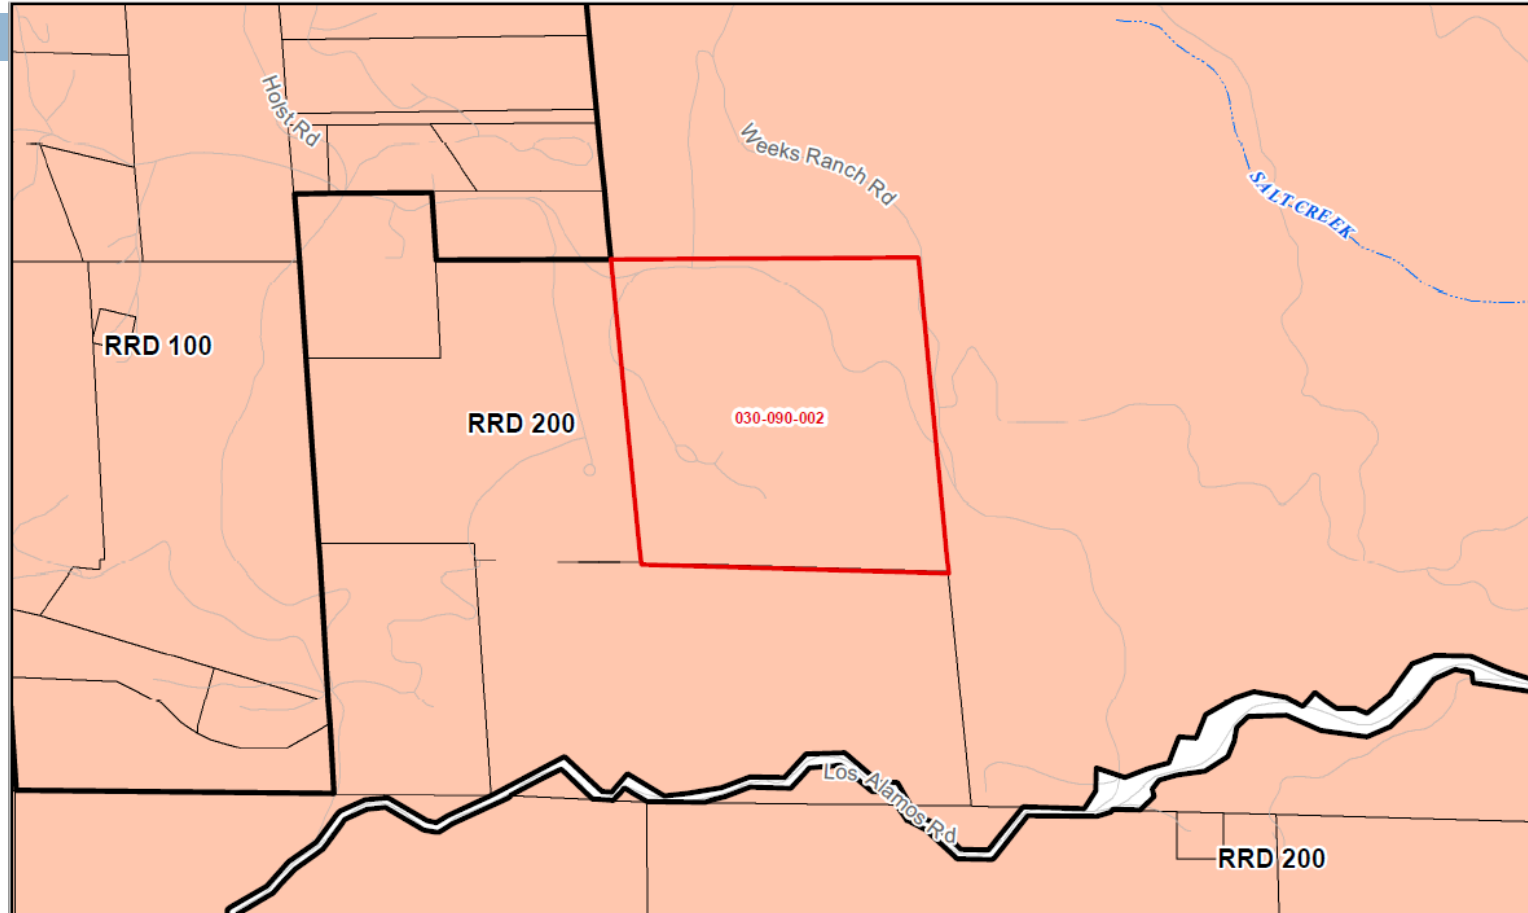 Holst Rd
Weeks Ranch Rd
SALT CREEK
RRD 100
RRD 200
030-090-002
Los Alamos Rd
RRD 200